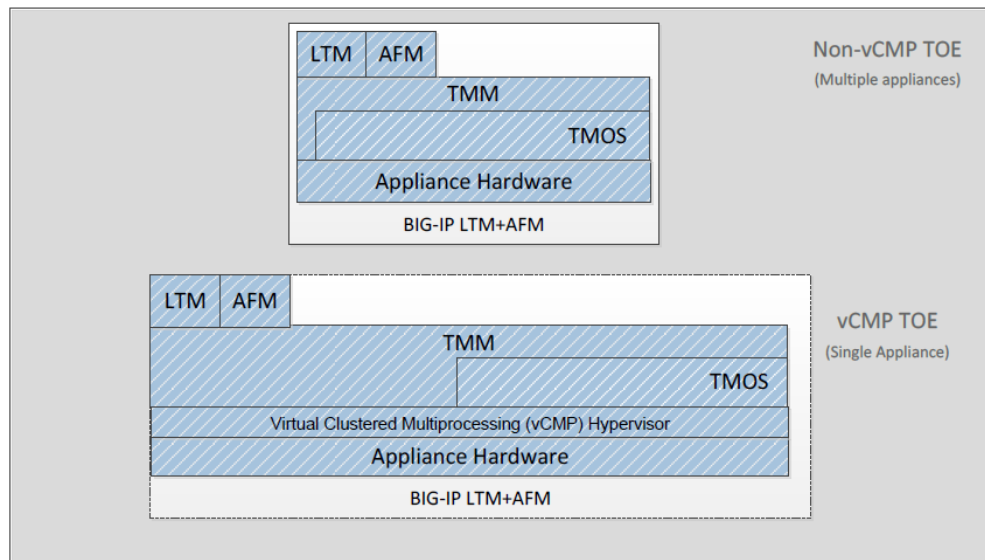 LTM AFM
Non-vCMP TOE
(Multiple appliances)
TMM
TMOS
Appliance Hardware
BIG-IP LTM+AFM
LTM AFM
vCMP TOE
(Single Appliance)
TMM
TMOS
Virtual Clustered Multiprocessing (vCMP) Hypervisor
Appliance Hardware
BIG-IP LTM+AFM